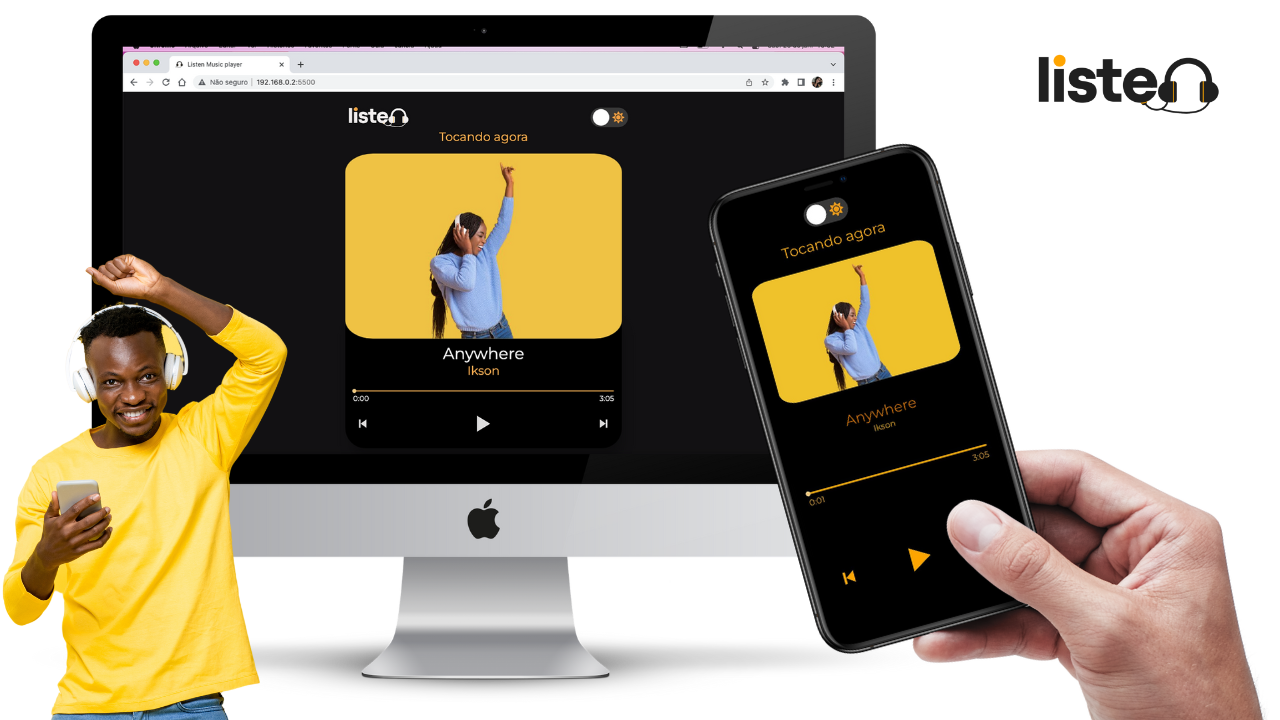 Listen Music player
Não seguro
192.168.0.2:5500
listen
Tocando agora
Anywhere
Ikson
0:00
3:05
listen
Tocando agora
Anywhere
Ikson
0:01
3:05